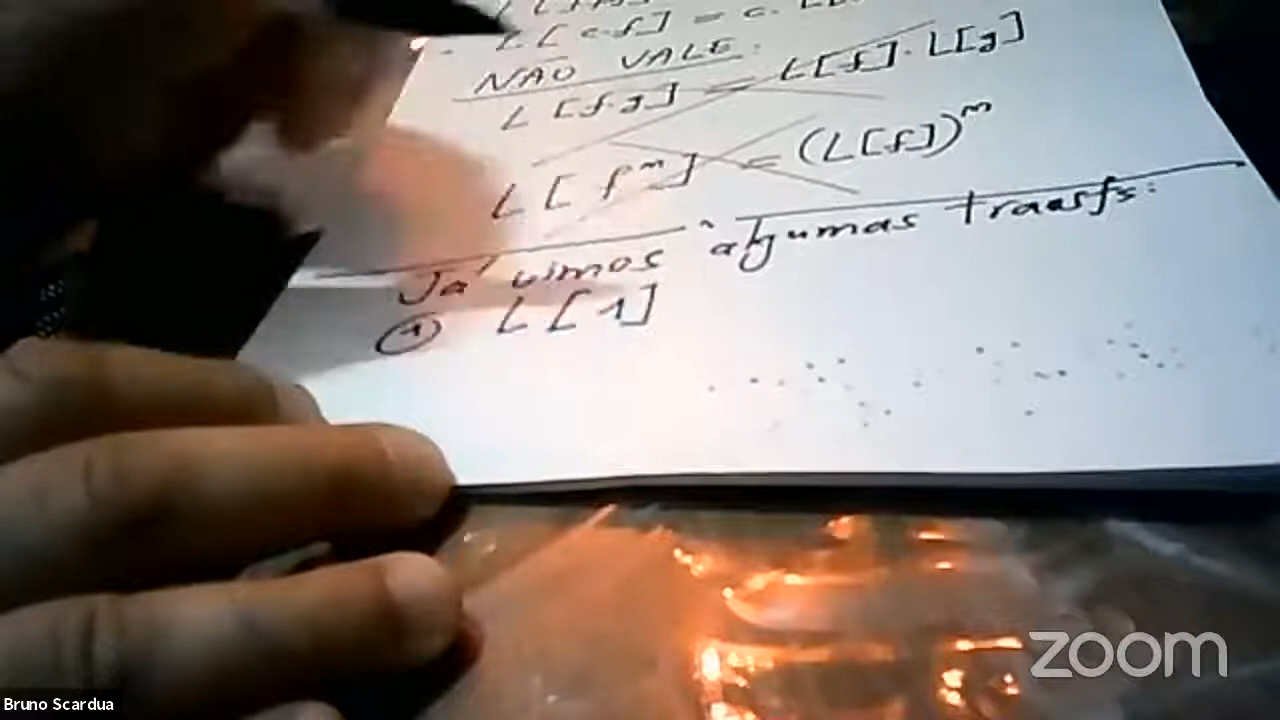 L[c.f] = c.
NÃO VALE:
L[f.g] = L[f].L[g]
L[f^m] = (L[f])^m
Já vimos algumas transfs:
① L[1]
zoom
Bruno Scardua